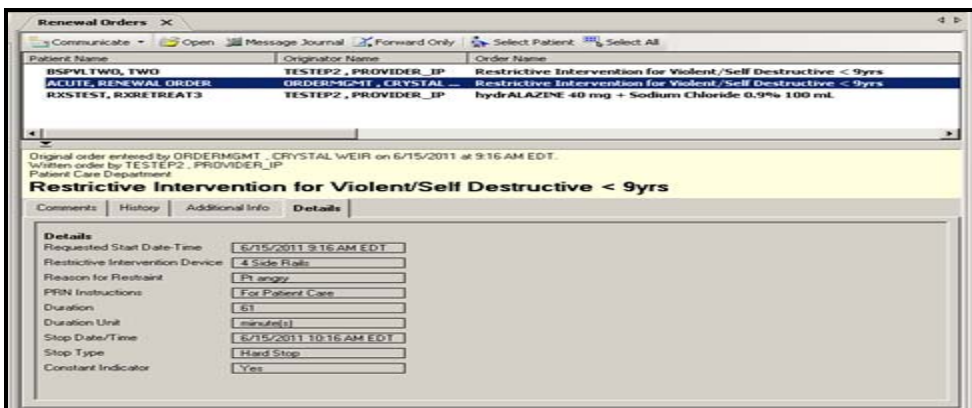 Renewal Orders
Communicate Open Message Journal Forward Only Select Patient Select All
Patient Name Originator Name Order Name
BSPVLTWO, TWO TESTEP2 , PROVIDER_IP Restrictive Intervention for Violent/Self Destructive < 9yrs
ACUTE, RENEWAL ORDER ORDERMGMT , CRYSTAL ... Restrictive Intervention for Violent/Self Destructive < 9yrs
RXSTEST, RXRETREAT3 TESTEP2 , PROVIDER_IP hydrALAZINE 40 mg + Sodium Chloride 0.9% 100 mL
Original order entered by ORDERMGMT , CRYSTAL WEIR on 6/15/2011 at 9:16 AM EDT.
Written order by TESTEP2 , PROVIDER_IP
Patient Care Department
Restrictive Intervention for Violent/Self Destructive < 9yrs
Comments History Additional Info Details
Details
Requested Start Date-Time 6/15/2011 9:16 AM EDT
Restrictive Intervention Device 4 Side Rails
Reason for Restraint Pt angry
PRN Instructions For Patient Care
Duration 61
Duration Unit minute(s)
Stop Date/Time 6/15/2011 10:16 AM EDT
Stop Type Hard Stop
Constant Indicator Yes